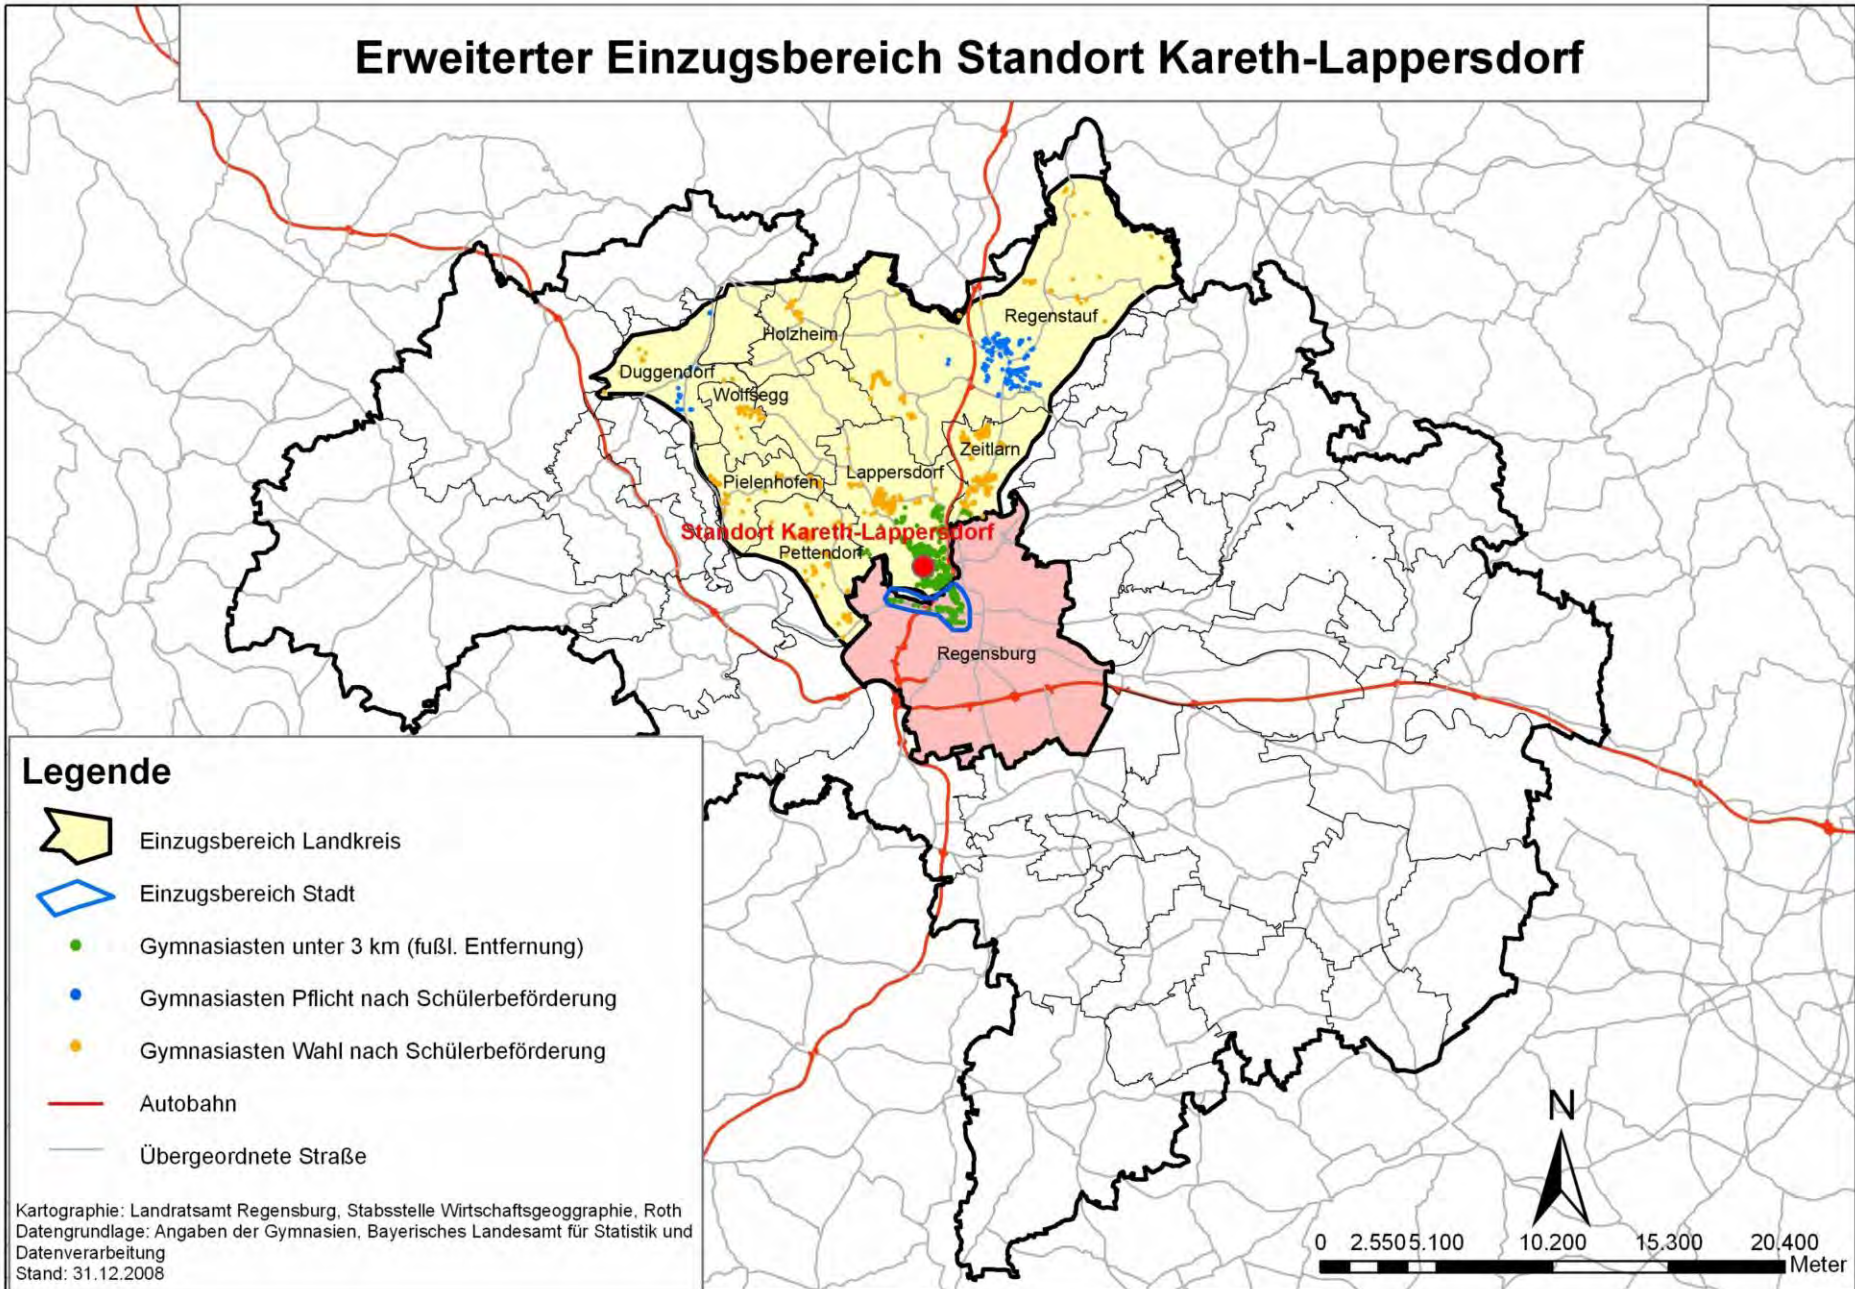 Erweiterter Einzugsbereich Standort Kareth-Lappersdorf
Regenstauf
Holzheim
Duggendorf
Wolfsegg
Zeitlarn
Lappersdorf
Pielenhofen
Standort Kareth-Lappersdorf
Pettendorf
Regensburg
Legende
Einzugsbereich Landkreis
Einzugsbereich Stadt
Gymnasiasten unter 3 km (fußl. Entfernung)
Gymnasiasten Pflicht nach Schülerbeförderung
Gymnasiasten Wahl nach Schülerbeförderung
Autobahn
Übergeordnete Straße
Kartographie: Landratsamt Regensburg, Stabsstelle Wirtschaftsgeoggraphie, Roth
Datengrundlage: Angaben der Gymnasien, Bayerisches Landesamt für Statistik und
Datenverarbeitung
Stand: 31.12.2008
N
0 2.550 5.100 10.200 15.300 20.400
Meter